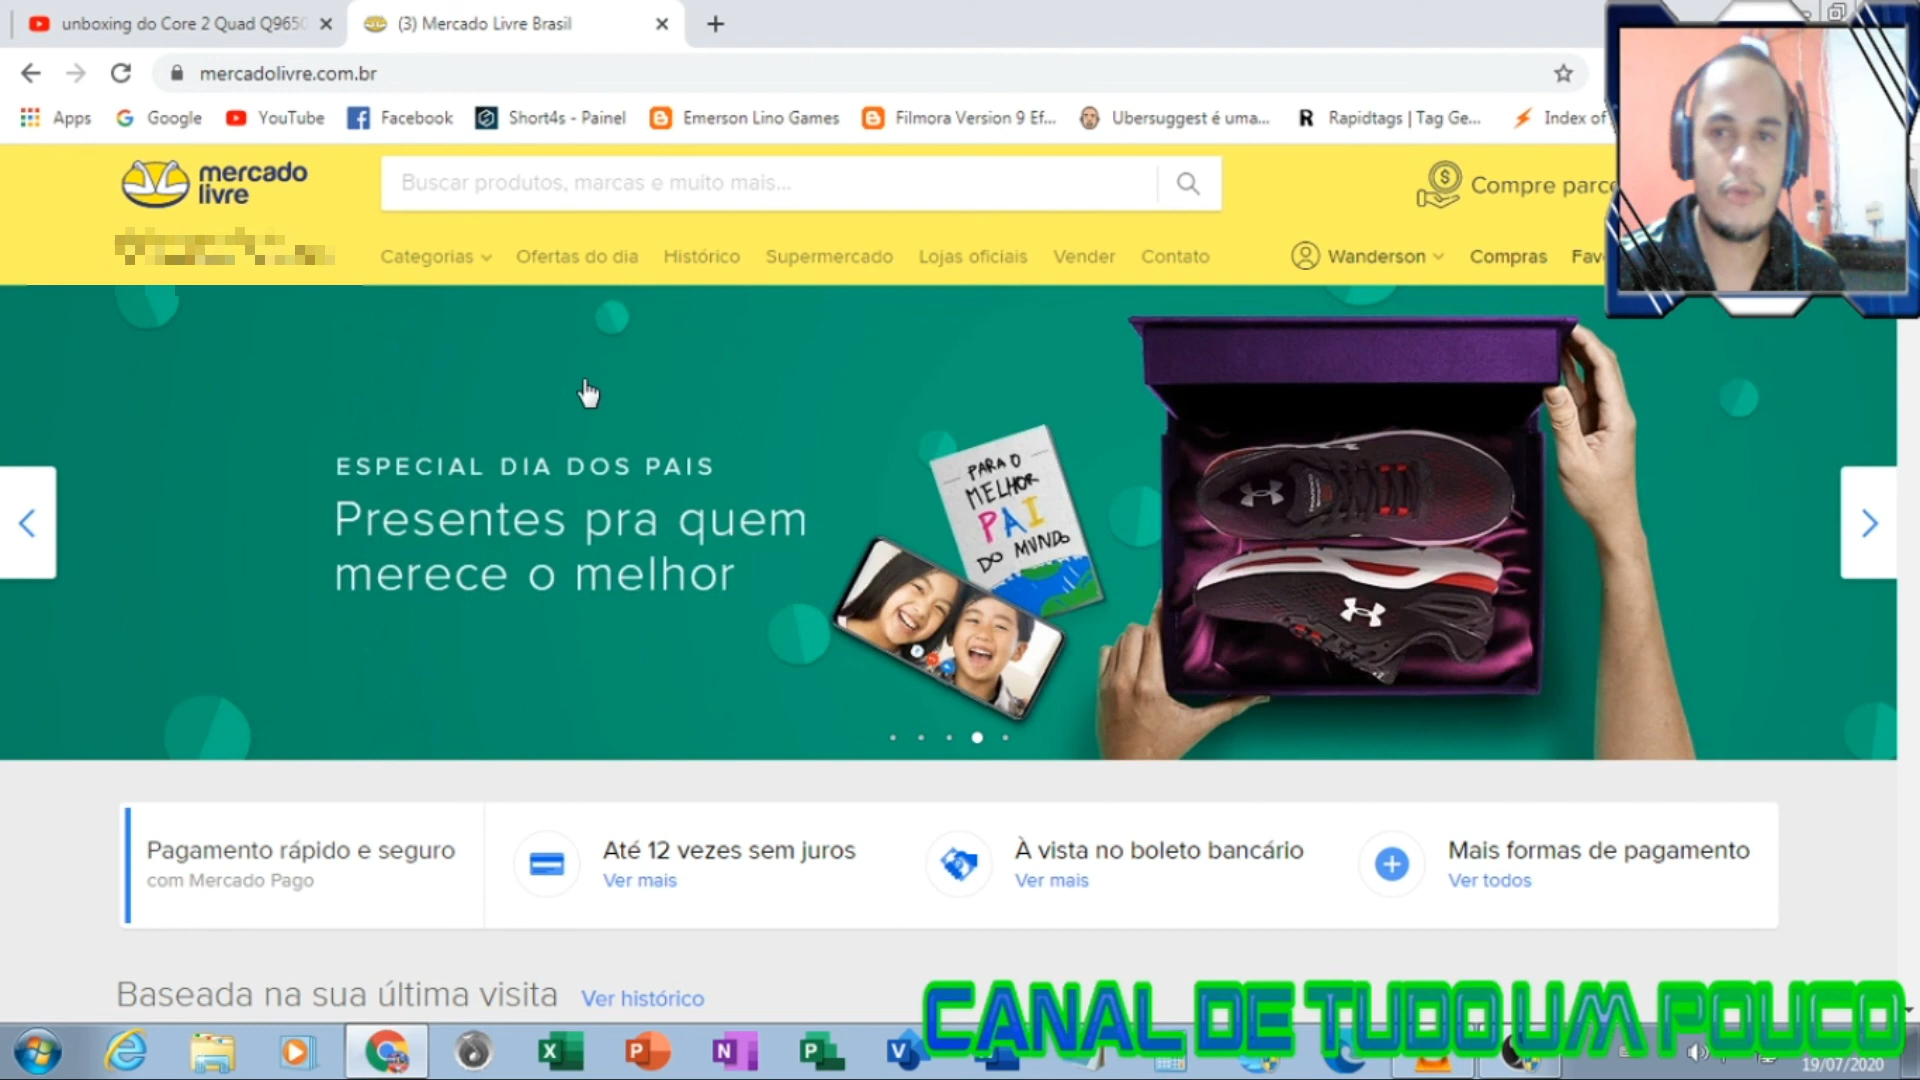 unboxing do Core 2 Quad Q9650
(3) Mercado Livre Brasil
mercadolivre.com.br
Apps
Google
YouTube
Facebook
Short4s - Painel
Emerson Lino Games
Filmora Version 9 Ef...
Ubersuggest é uma...
Rapidtags | Tag Ge...
Index of
mercado
livre
Buscar produtos, marcas e muito mais...
Compre parc
Categorias
Ofertas do dia
Histórico
Supermercado
Lojas oficiais
Vender
Contato
Wanderson
Compras
Fav
ESPECIAL DIA DOS PAIS
Presentes pra quem
merece o melhor
PARA O
MELHOR
PAI
DO MUNDO
Pagamento rápido e seguro
com Mercado Pago
Até 12 vezes sem juros
Ver mais
À vista no boleto bancário
Ver mais
Mais formas de pagamento
Ver todos
Baseada na sua última visita
Ver histórico
CANAL DE TUDO UM POUCO
19/07/2020